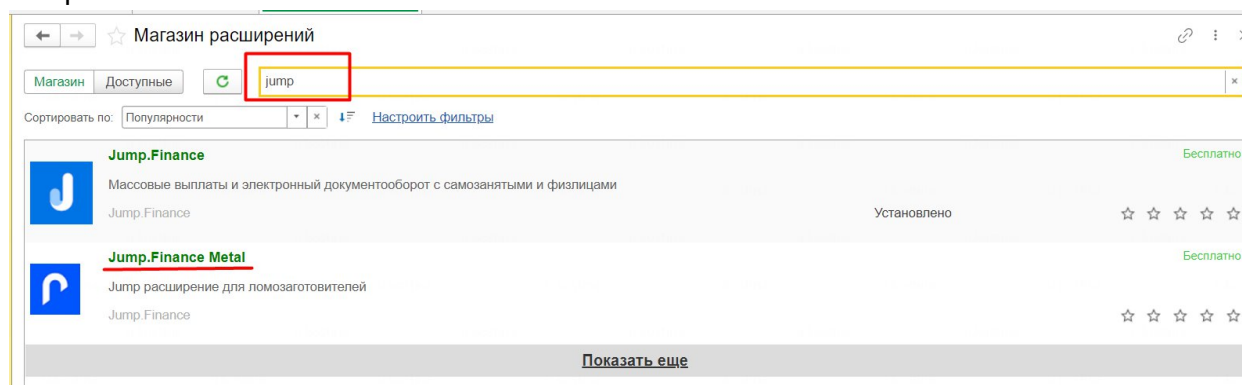 Магазин расширений
Магазин Доступные jump
Сортировать по: Популярности Настроить фильтры
Jump.Finance Бесплатно
Массовые выплаты и электронный документооборот с самозанятыми и физлицами
Jump.Finance Установлено
Jump.Finance Metal Бесплатно
Jump расширение для ломозаготовителей
Jump.Finance
Показать еще